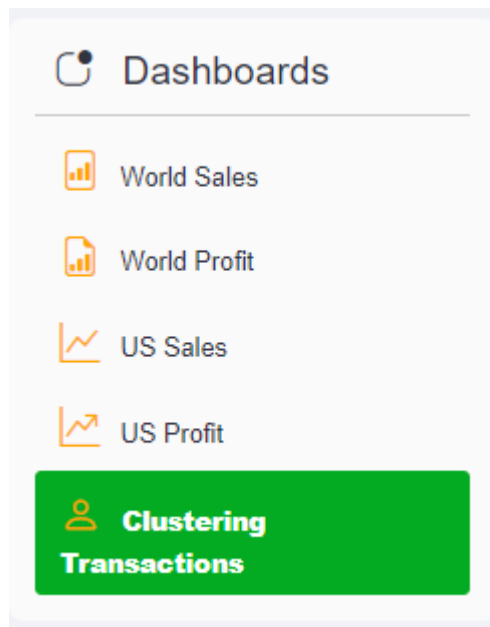 Dashboards
World Sales
World Profit
US Sales
US Profit
Clustering
Transactions